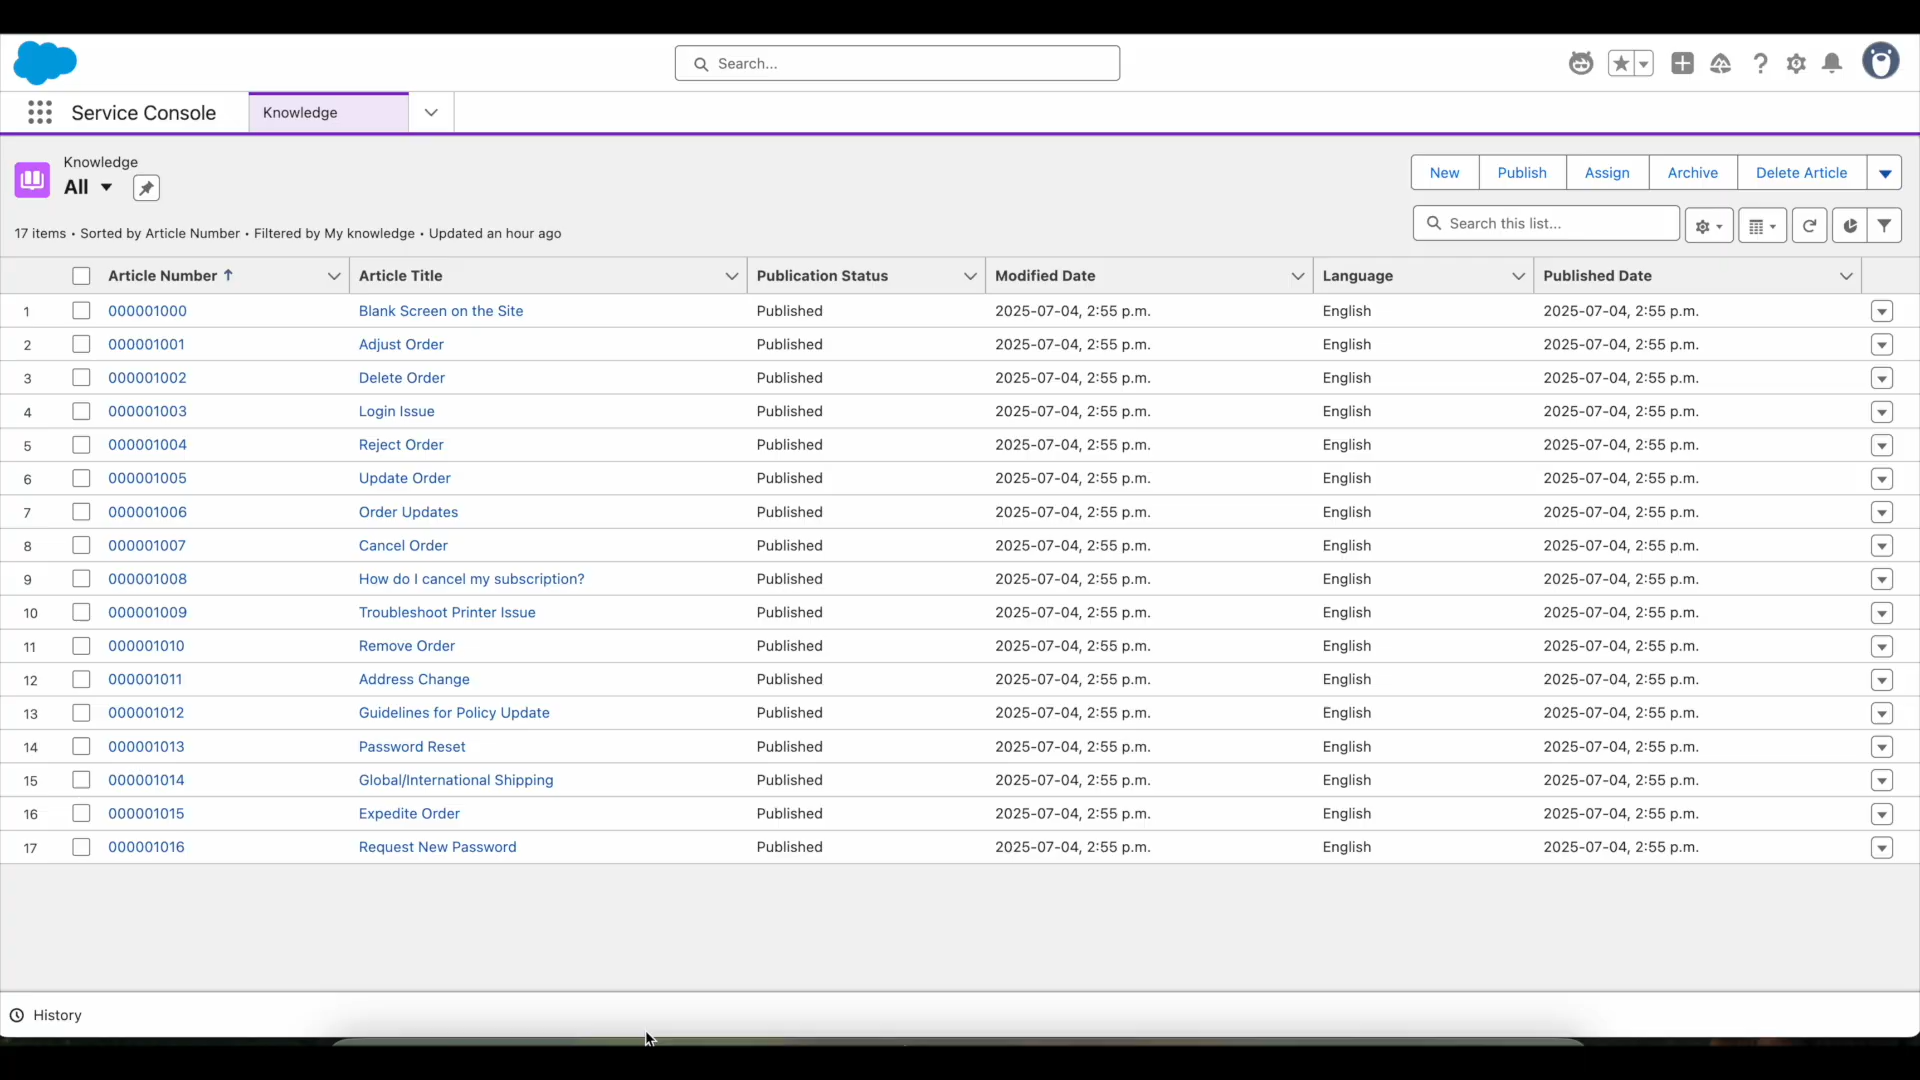 Search...
Service Console
Knowledge
Knowledge
All
New Publish Assign Archive Delete Article
17 items • Sorted by Article Number • Filtered by My knowledge • Updated an hour ago
Search this list...
Article Number Article Title Publication Status Modified Date Language Published Date
1 000001000 Blank Screen on the Site Published 2025-07-04, 2:55 p.m. English 2025-07-04, 2:55 p.m.
2 000001001 Adjust Order Published 2025-07-04, 2:55 p.m. English 2025-07-04, 2:55 p.m.
3 000001002 Delete Order Published 2025-07-04, 2:55 p.m. English 2025-07-04, 2:55 p.m.
4 000001003 Login Issue Published 2025-07-04, 2:55 p.m. English 2025-07-04, 2:55 p.m.
5 000001004 Reject Order Published 2025-07-04, 2:55 p.m. English 2025-07-04, 2:55 p.m.
6 000001005 Update Order Published 2025-07-04, 2:55 p.m. English 2025-07-04, 2:55 p.m.
7 000001006 Order Updates Published 2025-07-04, 2:55 p.m. English 2025-07-04, 2:55 p.m.
8 000001007 Cancel Order Published 2025-07-04, 2:55 p.m. English 2025-07-04, 2:55 p.m.
9 000001008 How do I cancel my subscription? Published 2025-07-04, 2:55 p.m. English 2025-07-04, 2:55 p.m.
10 000001009 Troubleshoot Printer Issue Published 2025-07-04, 2:55 p.m. English 2025-07-04, 2:55 p.m.
11 000001010 Remove Order Published 2025-07-04, 2:55 p.m. English 2025-07-04, 2:55 p.m.
12 000001011 Address Change Published 2025-07-04, 2:55 p.m. English 2025-07-04, 2:55 p.m.
13 000001012 Guidelines for Policy Update Published 2025-07-04, 2:55 p.m. English 2025-07-04, 2:55 p.m.
14 000001013 Password Reset Published 2025-07-04, 2:55 p.m. English 2025-07-04, 2:55 p.m.
15 000001014 Global/International Shipping Published 2025-07-04, 2:55 p.m. English 2025-07-04, 2:55 p.m.
16 000001015 Expedite Order Published 2025-07-04, 2:55 p.m. English 2025-07-04, 2:55 p.m.
17 000001016 Request New Password Published 2025-07-04, 2:55 p.m. English 2025-07-04, 2:55 p.m.
History